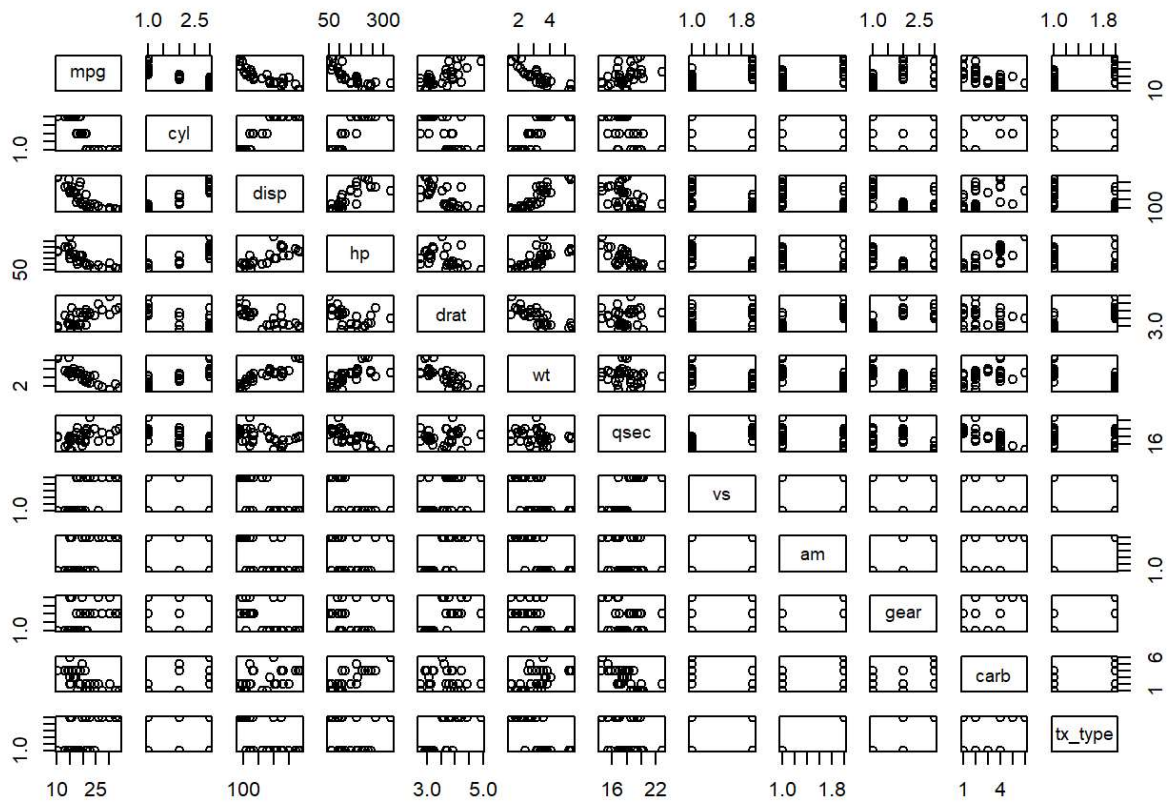 1.0 2.5 50 300 2 4 1.0 1.8 1.0 2.5 1.0 1.8
mpg 10
1.0 cyl
disp 100
50 hp
drat 3.0
2 wt
qsec 16
1.0 vs
am 1.0
1.0 gear
carb 1 6
1.0 tx_type
10 25 100 3.0 5.0 16 22 1.0 1.8 1 4